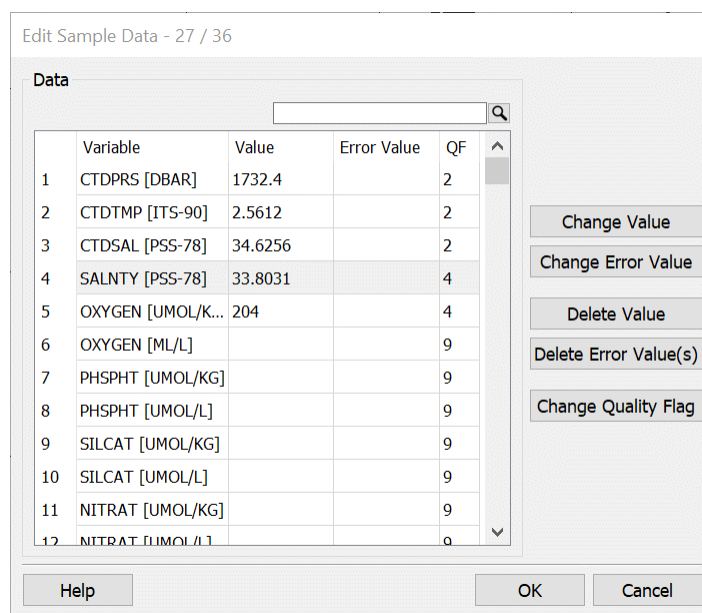 Edit Sample Data - 27 / 36
Data
Variable Value Error Value QF
1 CTDPRS [DBAR] 1732.4 2
2 CTDTMP [ITS-90] 2.5612 2
3 CTDSAL [PSS-78] 34.6256 2
4 SALNTY [PSS-78] 33.8031 4
5 OXYGEN [UMOL/K... 204 4
6 OXYGEN [ML/L] 9
7 PHSPHT [UMOL/KG] 9
8 PHSPHT [UMOL/L] 9
9 SILCAT [UMOL/KG] 9
10 SILCAT [UMOL/L] 9
11 NITRAT [UMOL/KG] 9
12 NITRAT [UMOL/L] 9
Change Value
Change Error Value
Delete Value
Delete Error Value(s)
Change Quality Flag
Help OK Cancel